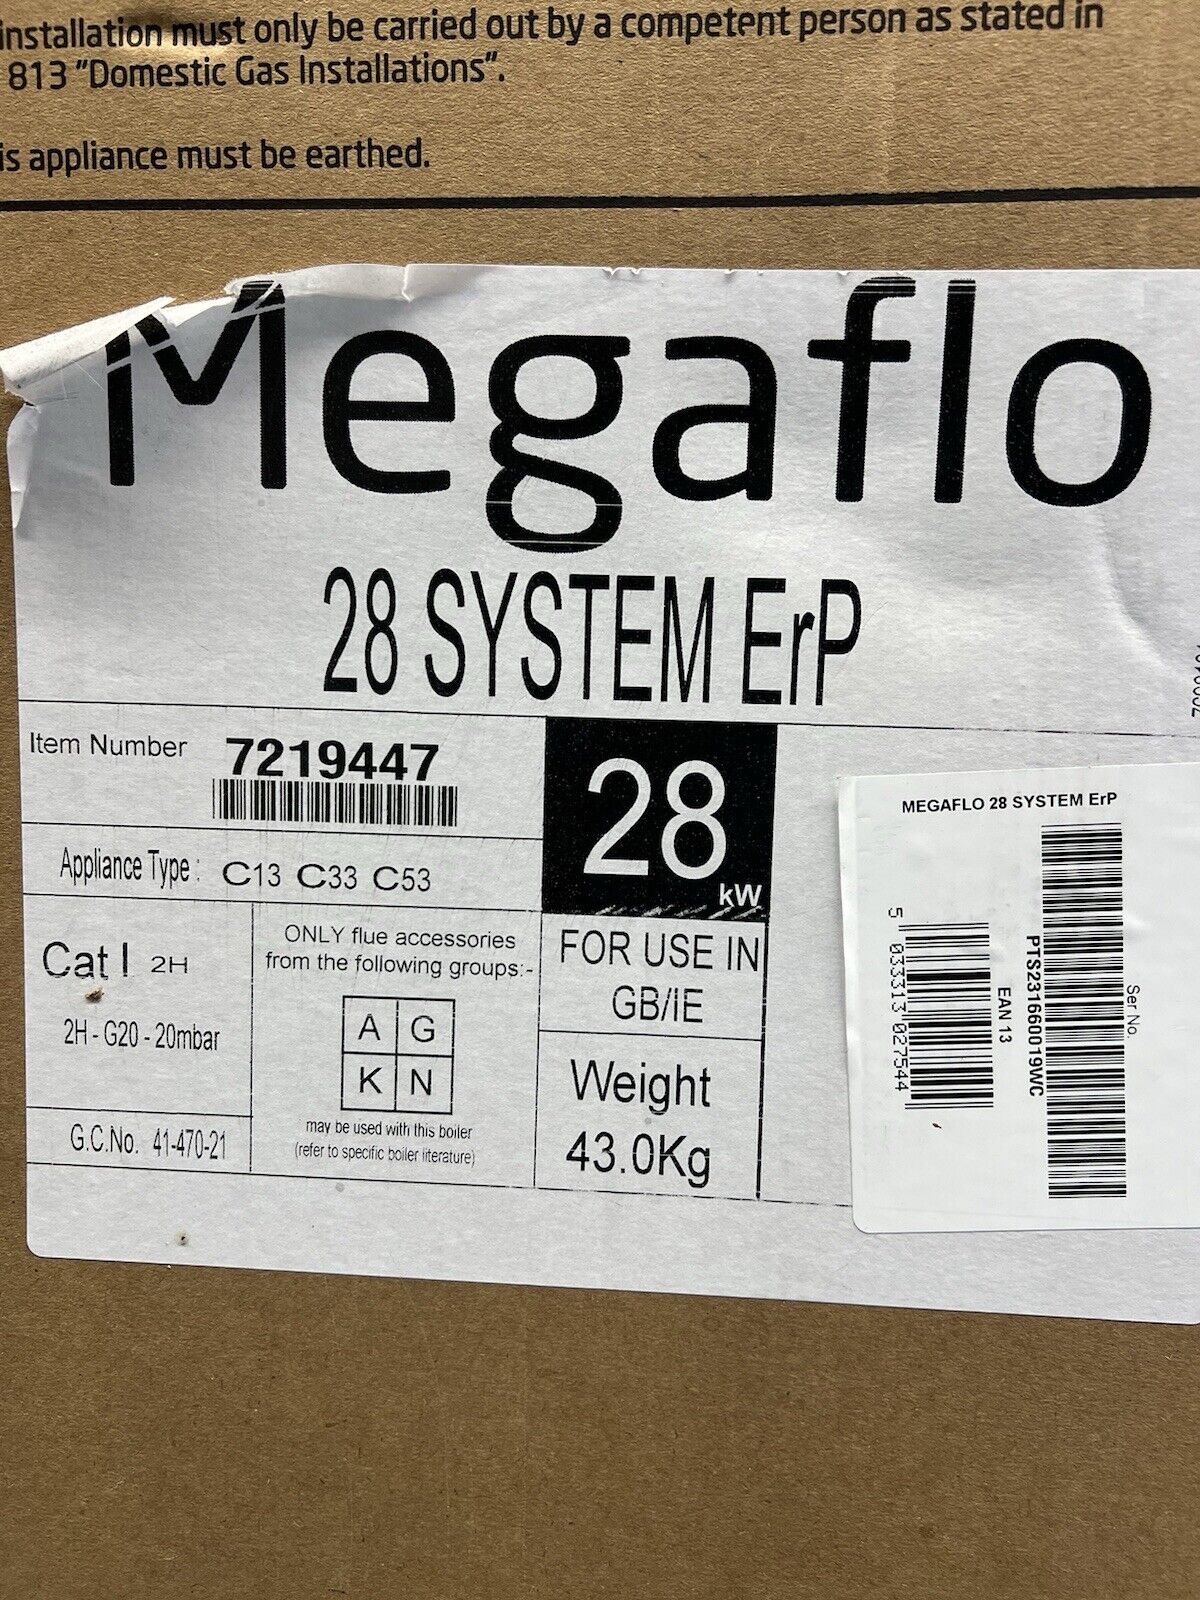 installation must only be carried out by a competent person as stated in
813 "Domestic Gas Installations".
is appliance must be earthed.
Megaflo
28 SYSTEM ErP
Item Number 7219447
Appliance Type : C13 C33 C53
Cat I 2H
2H - G20 - 20mbar
G.C.No. 41-470-21
ONLY flue accessories
from the following groups:-
A G
K N
may be used with this boiler
(refer to specific boiler literature)
28
kW
FOR USE IN
GB/IE
Weight
43.0Kg
MEGAFLO 28 SYSTEM ErP
5 033313 027544
EAN 13
PTS231660019WC
Ser No.